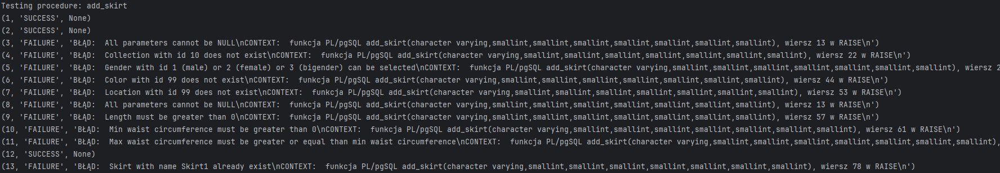 Testing procedure: add_skirt
(1, 'SUCCESS', None)
(2, 'SUCCESS', None)
(3, 'FAILURE', 'BŁĄD:  All parameters cannot be NULL\nCONTEXT:  funkcja PL/pgSQL add_skirt(character varying,smallint,smallint,smallint,smallint,smallint,smallint,smallint), wiersz 13 w RAISE\n')
(4, 'FAILURE', 'BŁĄD:  Collection with id 10 does not exist\nCONTEXT:  funkcja PL/pgSQL add_skirt(character varying,smallint,smallint,smallint,smallint,smallint,smallint,smallint), wiersz 22 w RAISE\n')
(5, 'FAILURE', 'BŁĄD:  Gender with id 1 (male) or 2 (female) or 3 (bigender) can be selected\nCONTEXT:  funkcja PL/pgSQL add_skirt(character varying,smallint,smallint,smallint,smallint,smallint,smallint,smallint), wiersz 2
(6, 'FAILURE', 'BŁĄD:  Color with id 99 does not exist\nCONTEXT:  funkcja PL/pgSQL add_skirt(character varying,smallint,smallint,smallint,smallint,smallint,smallint,smallint), wiersz 44 w RAISE\n')
(7, 'FAILURE', 'BŁĄD:  Location with id 99 does not exist\nCONTEXT:  funkcja PL/pgSQL add_skirt(character varying,smallint,smallint,smallint,smallint,smallint,smallint,smallint), wiersz 53 w RAISE\n')
(8, 'FAILURE', 'BŁĄD:  All parameters cannot be NULL\nCONTEXT:  funkcja PL/pgSQL add_skirt(character varying,smallint,smallint,smallint,smallint,smallint,smallint,smallint), wiersz 13 w RAISE\n')
(9, 'FAILURE', 'BŁĄD:  Length must be greater than 0\nCONTEXT:  funkcja PL/pgSQL add_skirt(character varying,smallint,smallint,smallint,smallint,smallint,smallint,smallint), wiersz 57 w RAISE\n')
(10, 'FAILURE', 'BŁĄD:  Min waist circumference must be greater than 0\nCONTEXT:  funkcja PL/pgSQL add_skirt(character varying,smallint,smallint,smallint,smallint,smallint,smallint,smallint), wiersz 61 w RAISE\n')
(11, 'FAILURE', 'BŁĄD:  Max waist circumference must be greater or equal than min waist circumference\nCONTEXT:  funkcja PL/pgSQL add_skirt(character varying,smallint,smallint,smallint,smallint,smallint,smallint,smallint),
(12, 'SUCCESS', None)
(13, 'FAILURE', 'BŁĄD:  Skirt with name Skirt1 already exist\nCONTEXT:  funkcja PL/pgSQL add_skirt(character varying,smallint,smallint,smallint,smallint,smallint,smallint,smallint), wiersz 78 w RAISE\n')